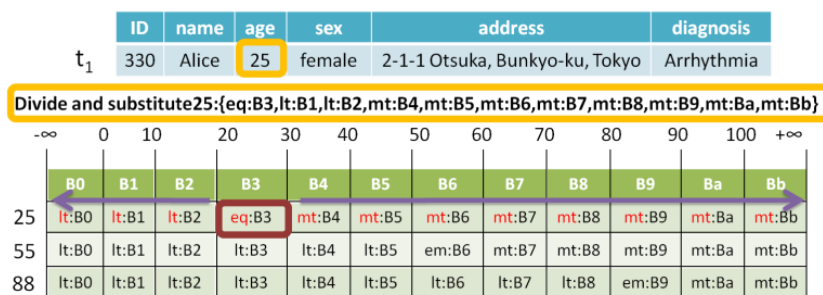 ID name age sex address diagnosis
t1 330 Alice 25 female 2-1-1 Otsuka, Bunkyo-ku, Tokyo Arrhythmia
Divide and substitute25:{eq:B3,lt:B1,lt:B2,mt:B4,mt:B5,mt:B6,mt:B7,mt:B8,mt:B9,mt:Ba,mt:Bb}
-∞ 0 10 20 30 40 50 60 70 80 90 100 +∞
B0 B1 B2 B3 B4 B5 B6 B7 B8 B9 Ba Bb
25 lt:B0 lt:B1 lt:B2 eq:B3 mt:B4 mt:B5 mt:B6 mt:B7 mt:B8 mt:B9 mt:Ba mt:Bb
55 lt:B0 lt:B1 lt:B2 lt:B3 lt:B4 lt:B5 em:B6 mt:B7 mt:B8 mt:B9 mt:Ba mt:Bb
88 lt:B0 lt:B1 lt:B2 lt:B3 lt:B4 lt:B5 lt:B6 lt:B7 lt:B8 em:B9 mt:Ba mt:Bb